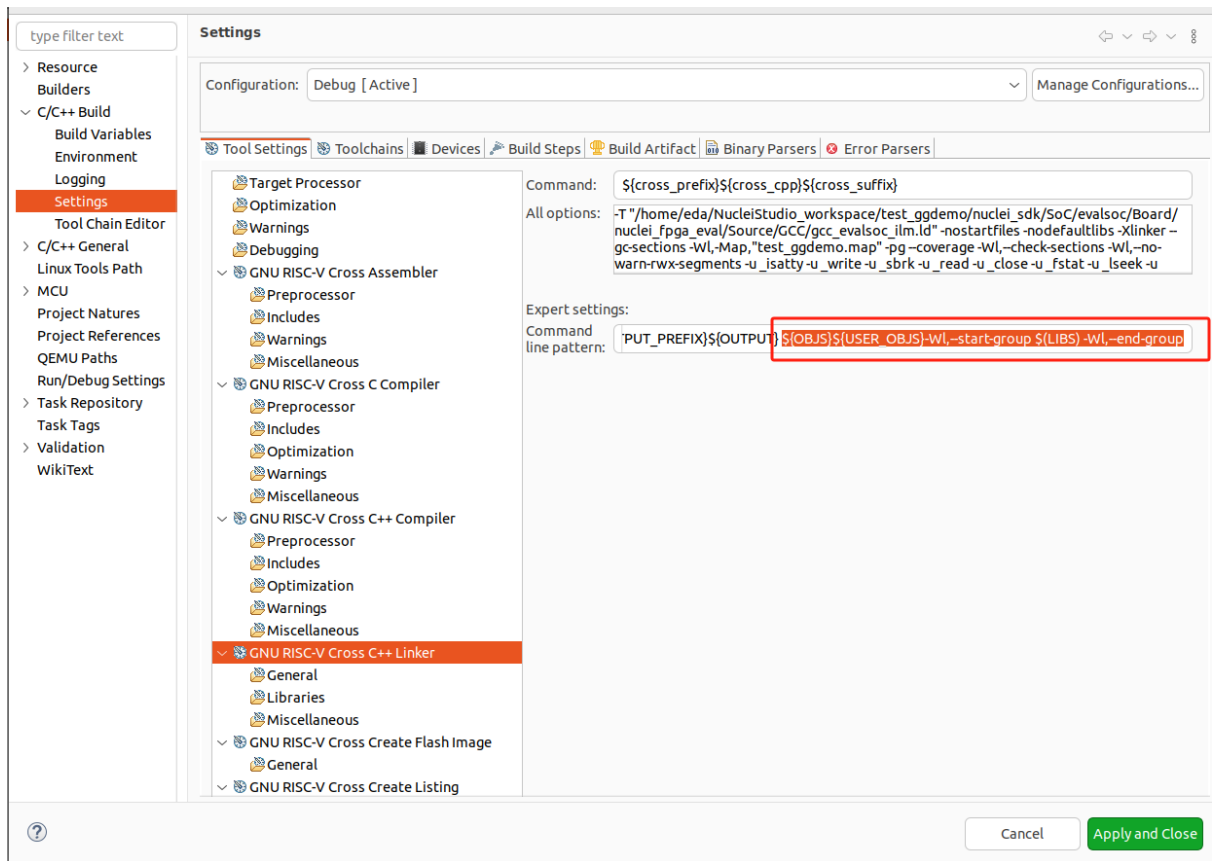 type filter text
Resource
Builders
C/C++ Build
Build Variables
Environment
Logging
Settings
Tool Chain Editor
C/C++ General
Linux Tools Path
MCU
Project Natures
Project References
QEMU Paths
Run/Debug Settings
Task Repository
Task Tags
Validation
WikiText
Settings
Configuration:
Debug [ Active ]
Manage Configurations...
Tool Settings
Toolchains
Devices
Build Steps
Build Artifact
Binary Parsers
Error Parsers
Target Processor
Optimization
Warnings
Debugging
GNU RISC-V Cross Assembler
Preprocessor
Includes
Warnings
Miscellaneous
GNU RISC-V Cross C Compiler
Preprocessor
Includes
Optimization
Warnings
Miscellaneous
GNU RISC-V Cross C++ Compiler
Preprocessor
Includes
Optimization
Warnings
Miscellaneous
GNU RISC-V Cross C++ Linker
General
Libraries
Miscellaneous
GNU RISC-V Cross Create Flash Image
General
GNU RISC-V Cross Create Listing
Command:
${cross_prefix}${cross_cpp}${cross_suffix}
All options:
-T "/home/eda/NucleiStudio_workspace/test_ggdemo/nuclei_sdk/SoC/evalsoc/Board/
nuclei_fpga_eval/Source/GCC/gcc_evalsoc_ilm.ld" -nostartfiles -nodefaultlibs -Xlinker --
gc-sections -Wl,-Map,"test_ggdemo.map" -pg --coverage -Wl,--check-sections -Wl,--no-
warn-rwx-segments -u _isatty -u _write -u _sbrk -u _read -u _close -u _fstat -u _lseek -u
Expert settings:
Command
line pattern:
PUT_PREFIX}${OUTPUT} ${OBJS}${USER_OBJS}-Wl,--start-group $(LIBS) -Wl,--end-group
Cancel
Apply and Close